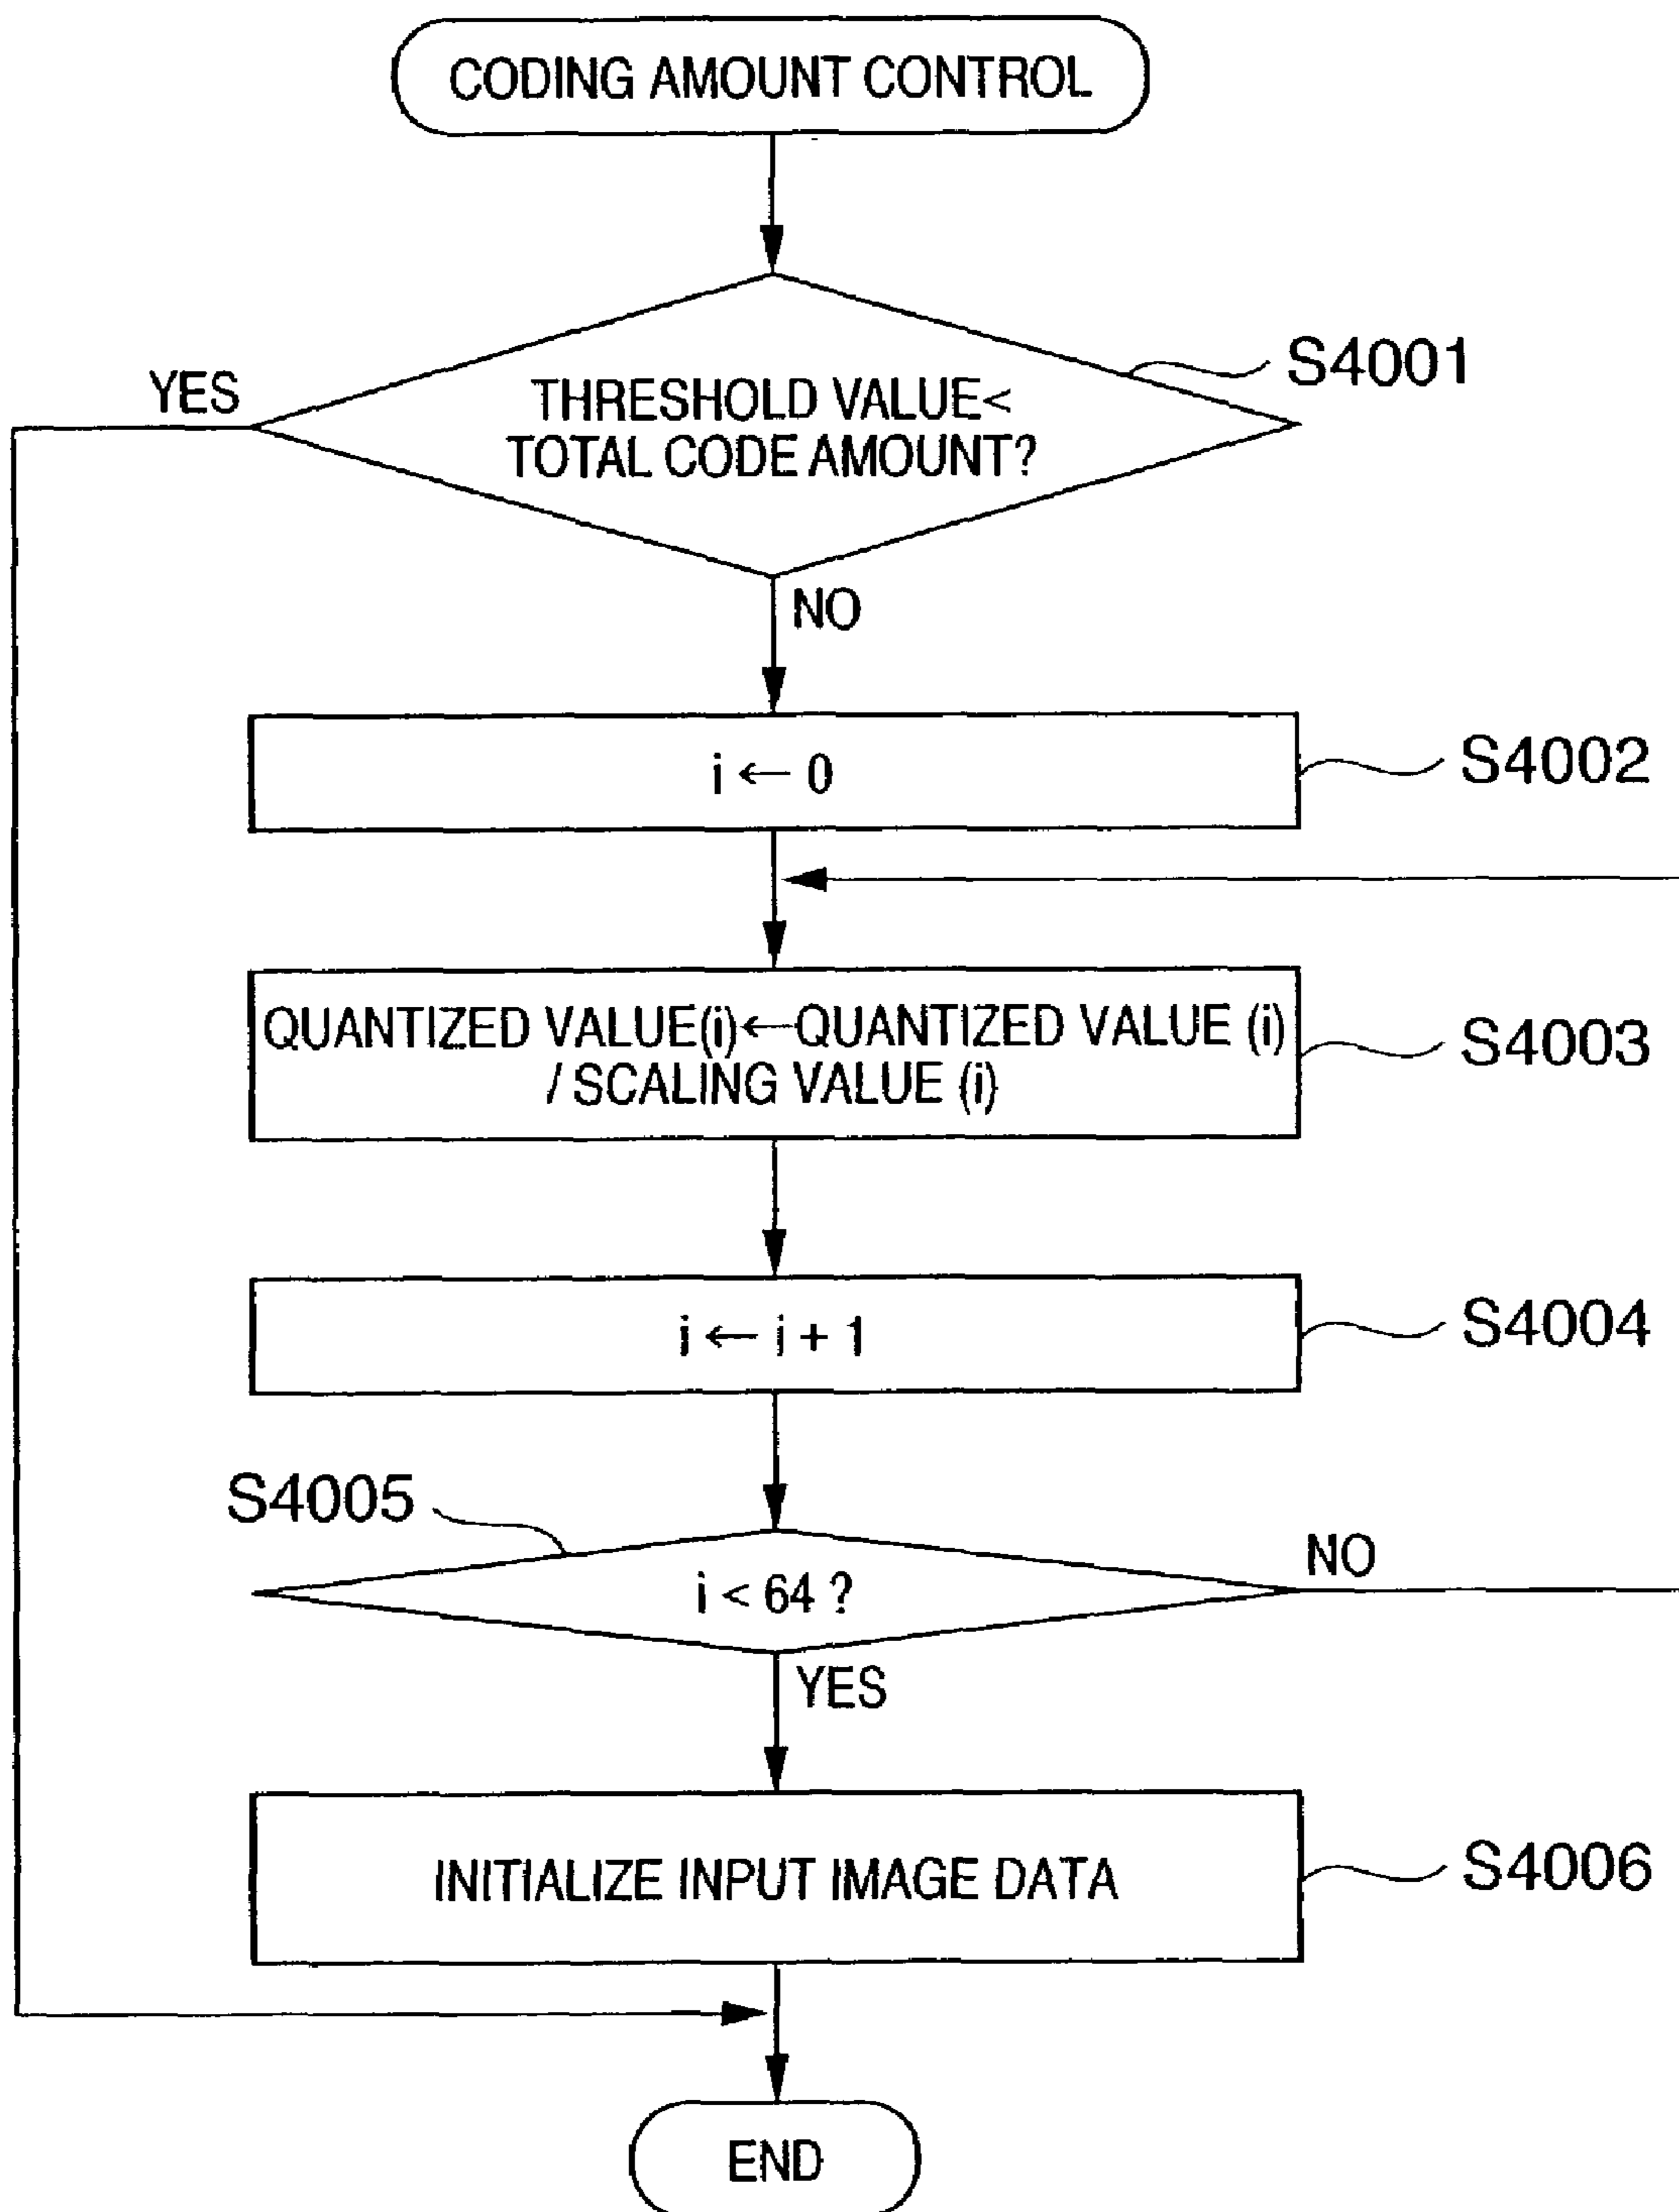 CODING AMOUNT CONTROL
S4001
YES
THRESHOLD VALUE<
TOTAL CODE AMOUNT?
NO
i ← 0
S4002
QUANTIZED VALUE(i)←QUANTIZED VALUE (i)
/ SCALING VALUE (i)
S4003
i ← i + 1
S4004
S4005
i < 64 ?
NO
YES
INITIALIZE INPUT IMAGE DATA
S4006
END